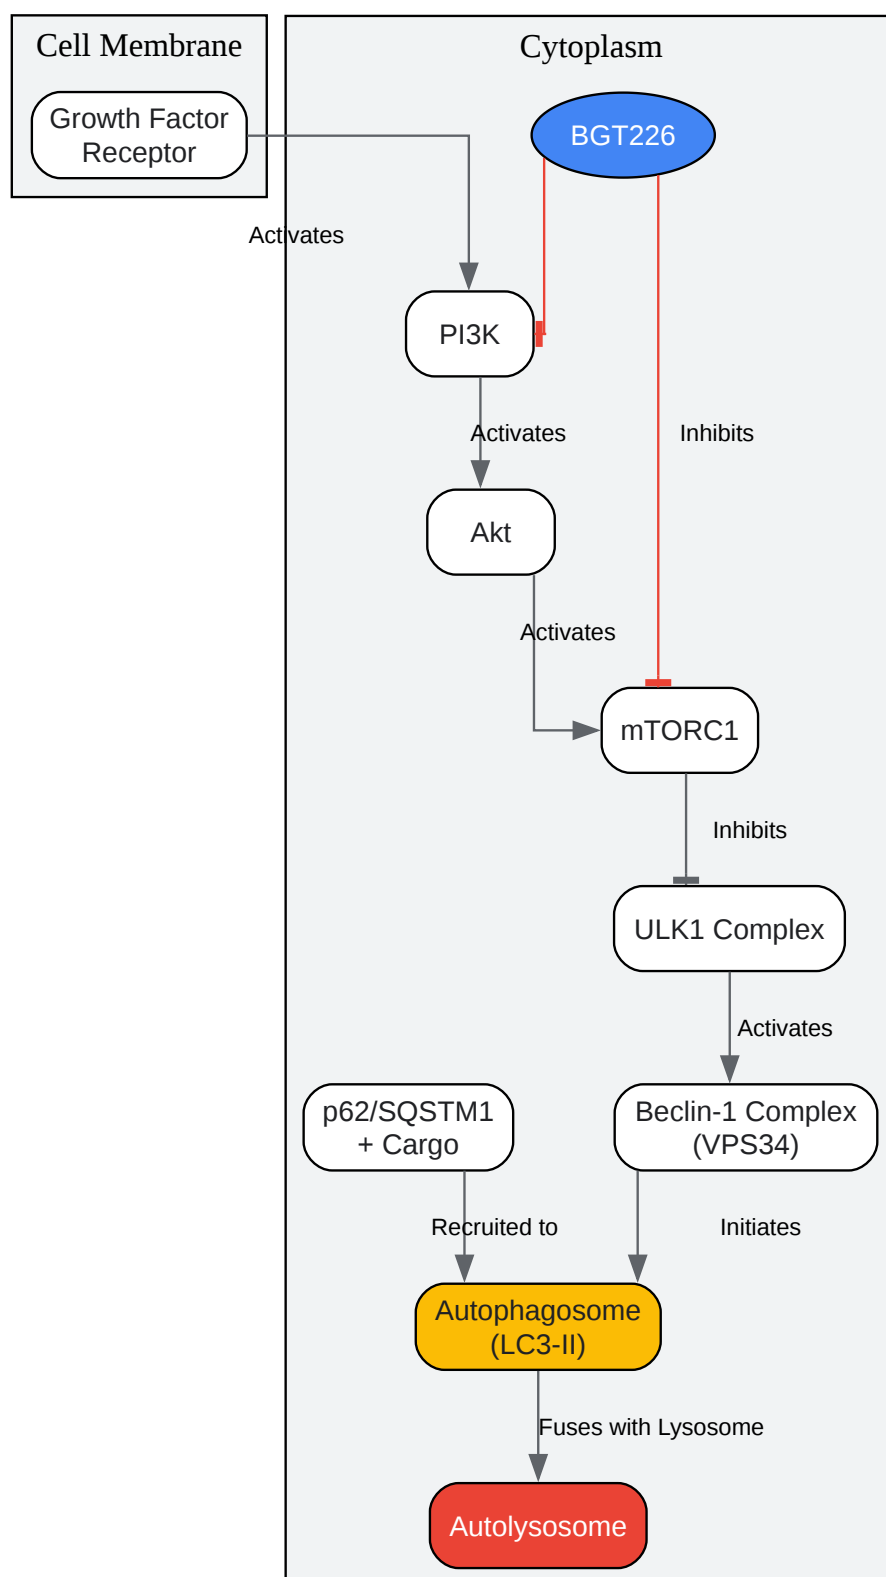 Cell Membrane
Cytoplasm
Growth Factor
Receptor
BGT226
Activates
PI3K
Activates
Inhibits
Akt
Activates
mTORC1
Inhibits
ULK1 Complex
Activates
p62/SQSTM1
+ Cargo
Beclin-1 Complex
(VPS34)
Recruited to
Initiates
Autophagosome
(LC3-II)
Fuses with Lysosome
Autolysosome